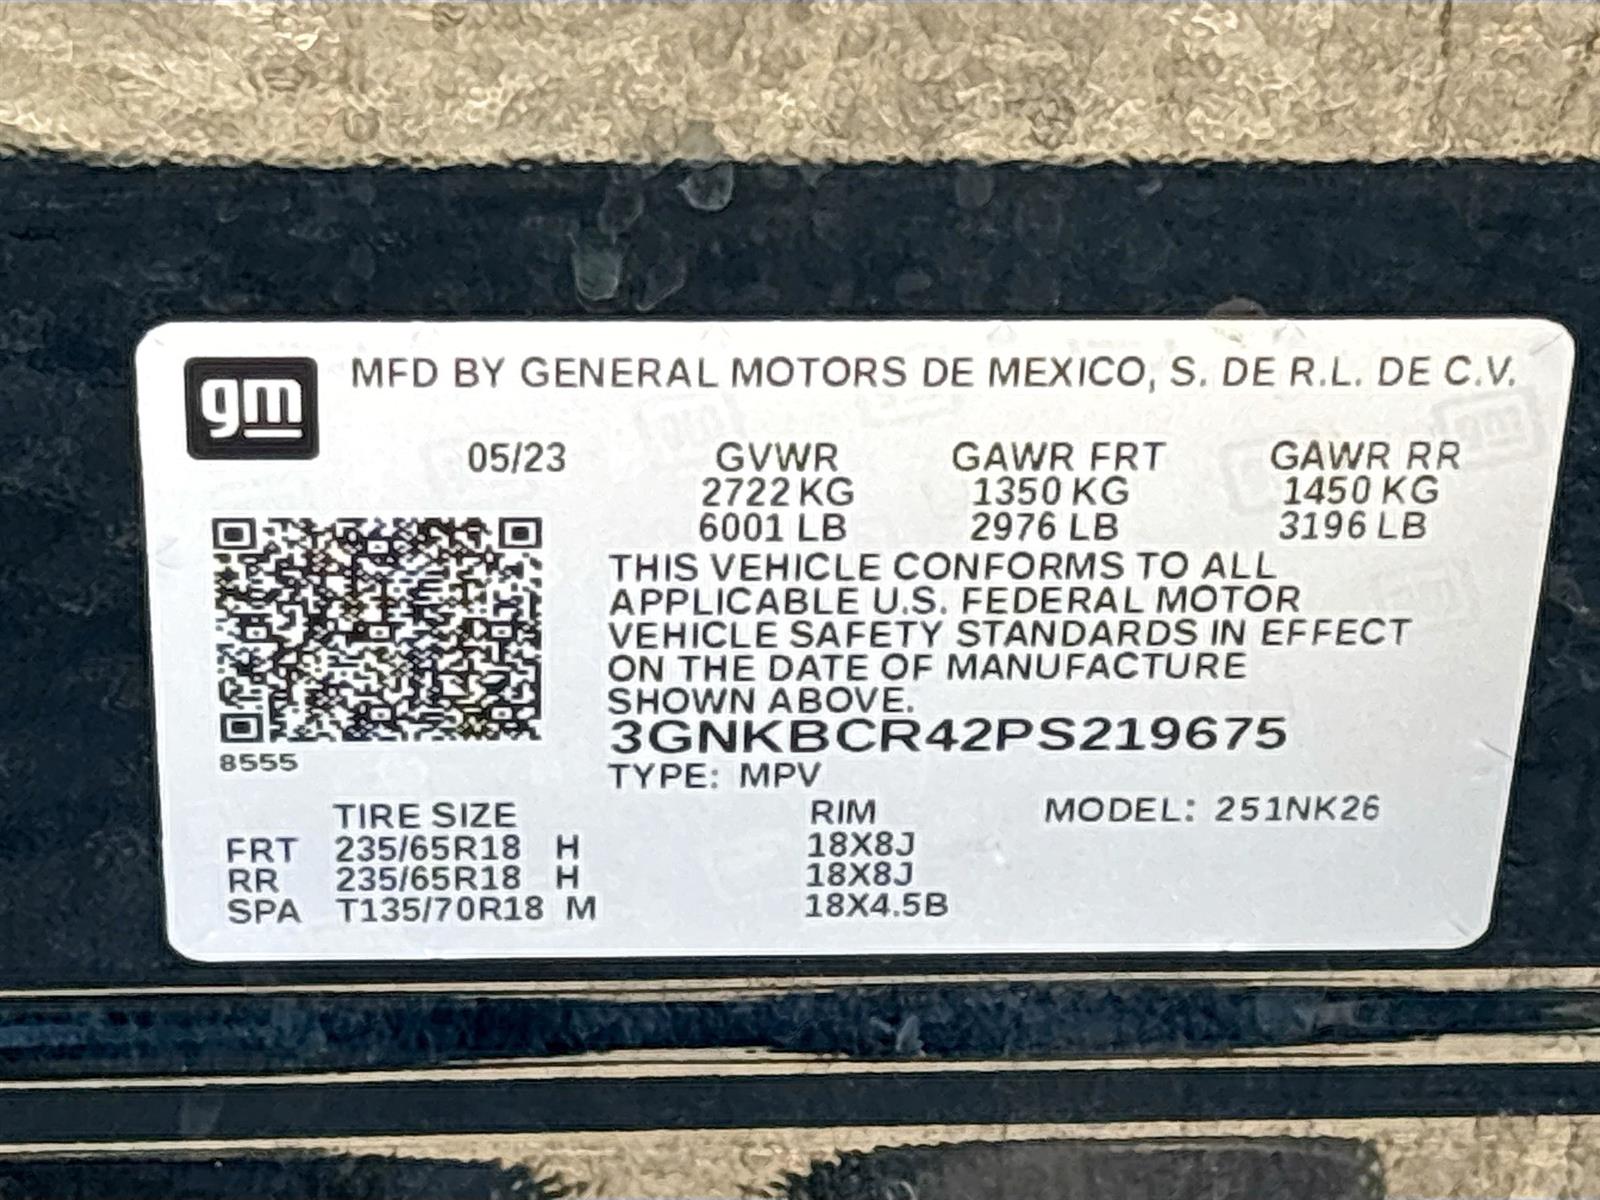 gm MFD BY GENERAL MOTORS DE MEXICO, S. DE R.L. DE C.V.
05/23 GVWR GAWR FRT GAWR RR
2722 KG 1350 KG 1450 KG
6001 LB 2976 LB 3196 LB
THIS VEHICLE CONFORMS TO ALL
APPLICABLE U.S. FEDERAL MOTOR
VEHICLE SAFETY STANDARDS IN EFFECT
ON THE DATE OF MANUFACTURE
SHOWN ABOVE.
3GNKBCR42PS219675
8555
TYPE: MPV
TIRE SIZE RIM MODEL: 251NK26
FRT 235/65R18 H 18X8J
RR 235/65R18 H 18X8J
SPA T135/70R18 M 18X4.5B